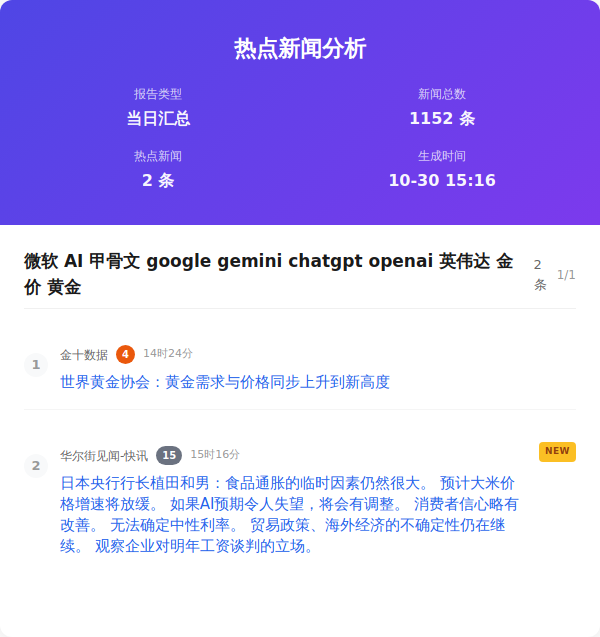 热点新闻分析
报告类型
新闻总数
当日汇总
1152 条
热点新闻
生成时间
2 条
10-30 15:16
微软 AI 甲骨文 google gemini chatgpt openai 英伟达 金
价 黄金
2
条
1/1
1
金十数据 4 14时24分
世界黄金协会：黄金需求与价格同步上升到新高度
2
华尔街见闻-快讯 15 15时16分
NEW
日本央行行长植田和男：食品通胀的临时因素仍然很大。 预计大米价
格增速将放缓。 如果AI预期令人失望，将会有调整。 消费者信心略有
改善。 无法确定中性利率。 贸易政策、海外经济的不确定性仍在继
续。 观察企业对明年工资谈判的立场。